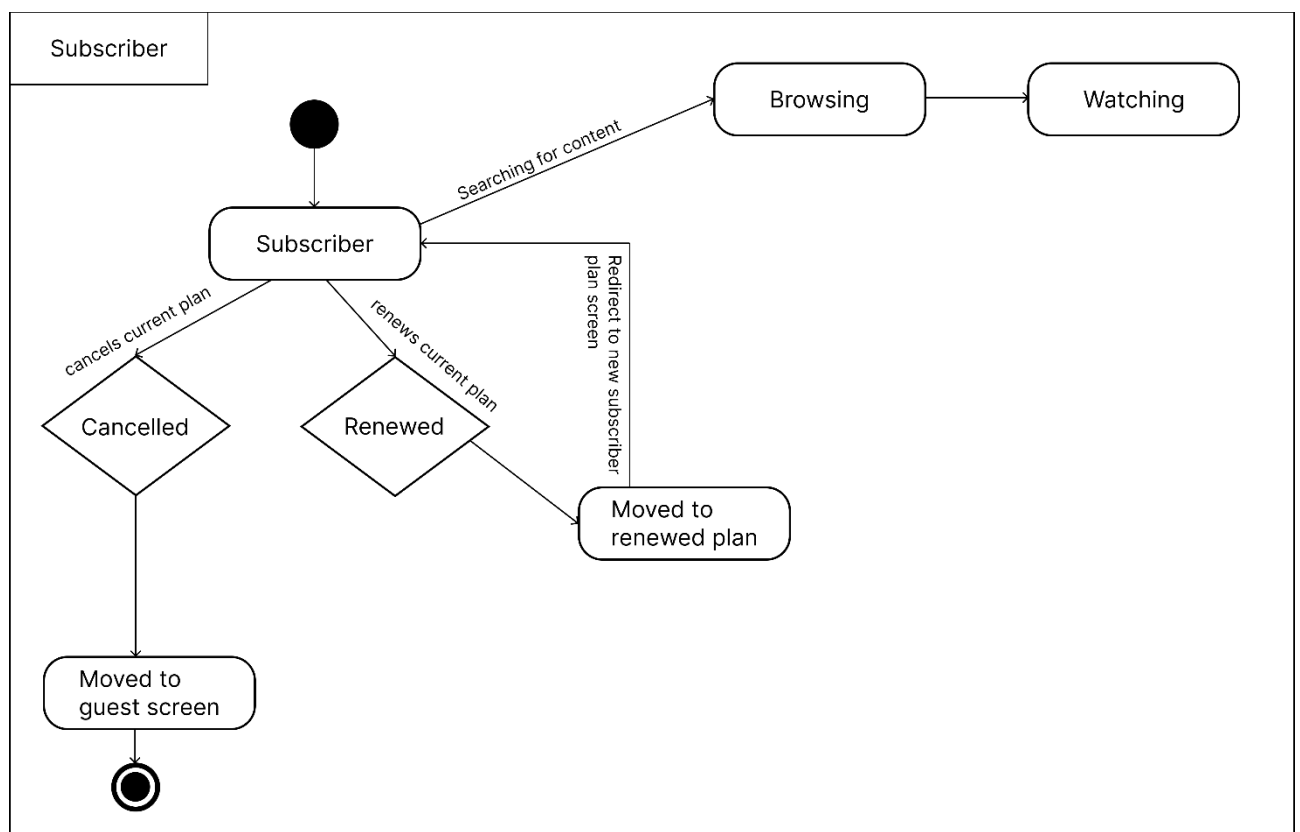 Subscriber
Browsing
Watching
Searching for content
Subscriber
cancels current plan
renews current plan
Redirect to new subscriber
plan screen
Cancelled
Renewed
Moved to
renewed plan
Moved to
guest screen